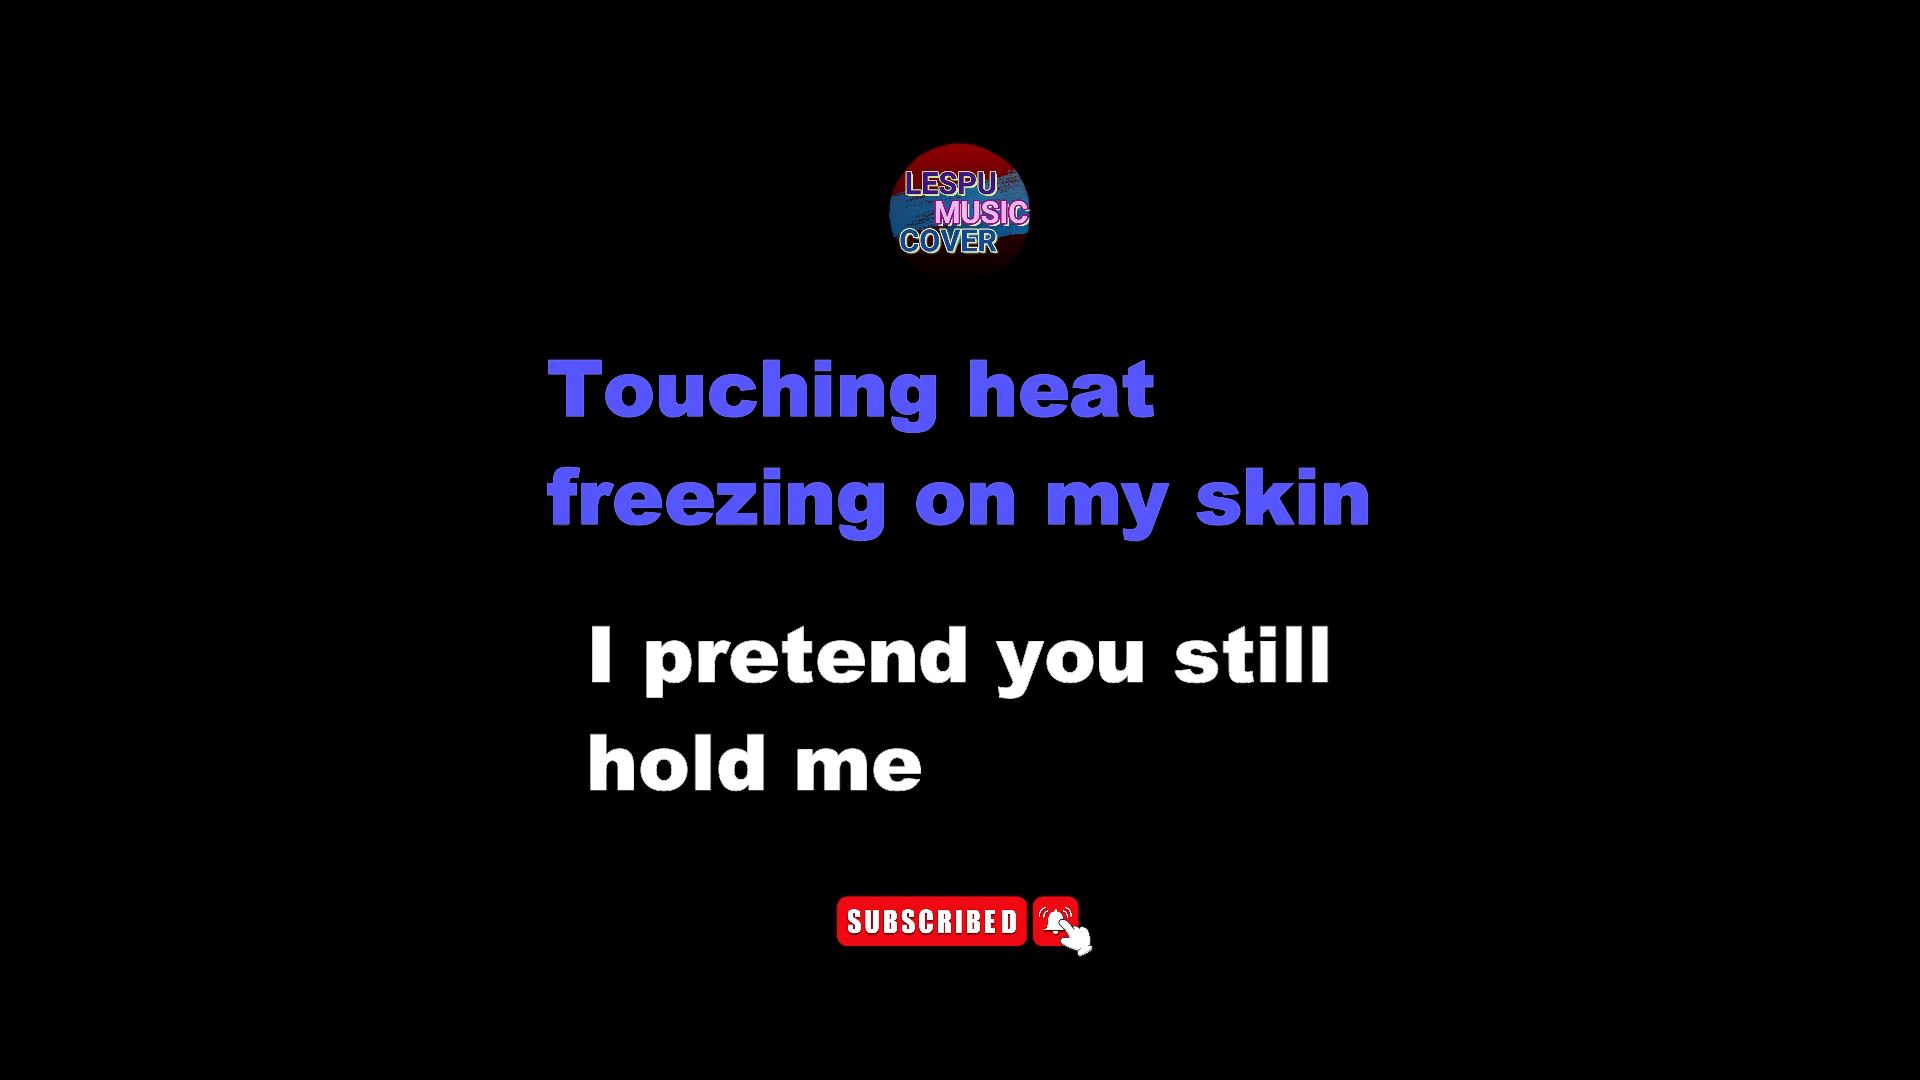 LESPU
MUSIC
COVER
Touching heat
freezing on my skin
I pretend you still
hold me
SUBSCRIBED